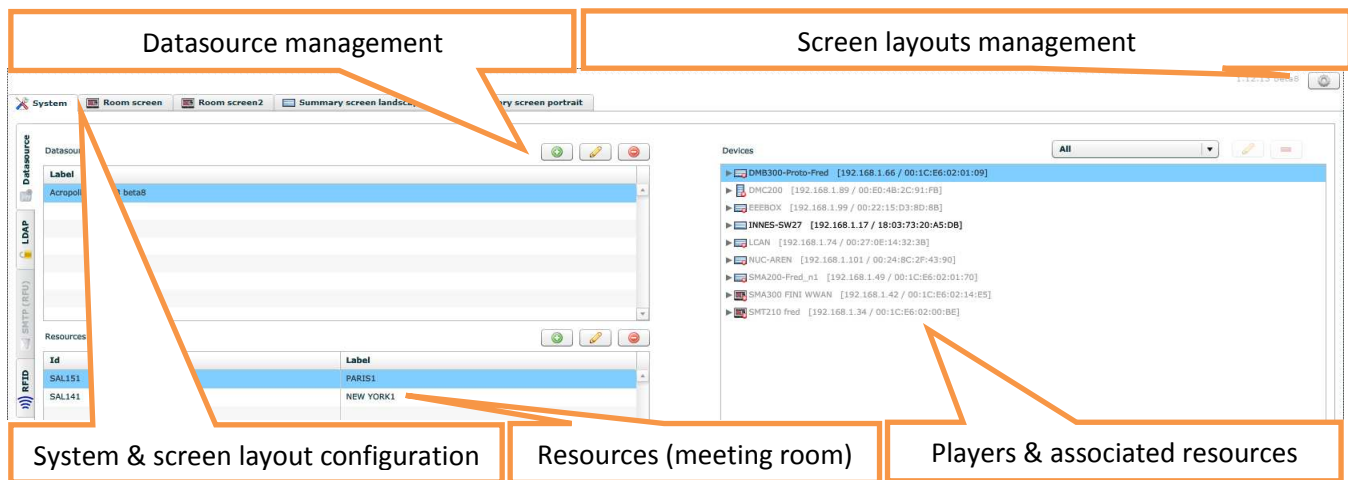 Datasource management
Screen layouts management
System
Room screen
Room screen2
Summary screen
screen portrait
Datasource
LDAP
SMTP (RFU)
RFID
Label
beta8
Resources
Id
Label
SAL151
PARIS1
SAL141
NEW YORK1
Devices
All
DMB300-Proto-Fred [192.168.1.66 / 00:1C:E6:02:01:09]
DMC200 [192.168.1.89 / 00:E0:4B:2C:91:FB]
EEEBOX [192.168.1.99 / 00:22:15:D3:8D:8B]
INNES-SW27 [192.168.1.17 / 18:03:73:20:A5:DB]
LCAN [192.168.1.74 / 00:27:0E:14:32:3B]
NUC-AREN [192.168.1.101 / 00:24:8C:2F:43:90]
SMA200-Fred_n1 [192.168.1.49 / 00:1C:E6:02:01:70]
SMA300 FINI WWAN [192.168.1.42 / 00:1C:E6:02:14:E5]
SMT210 fred [192.168.1.34 / 00:1C:E6:02:00:BE]
System & screen layout configuration
Resources (meeting room)
Players & associated resources